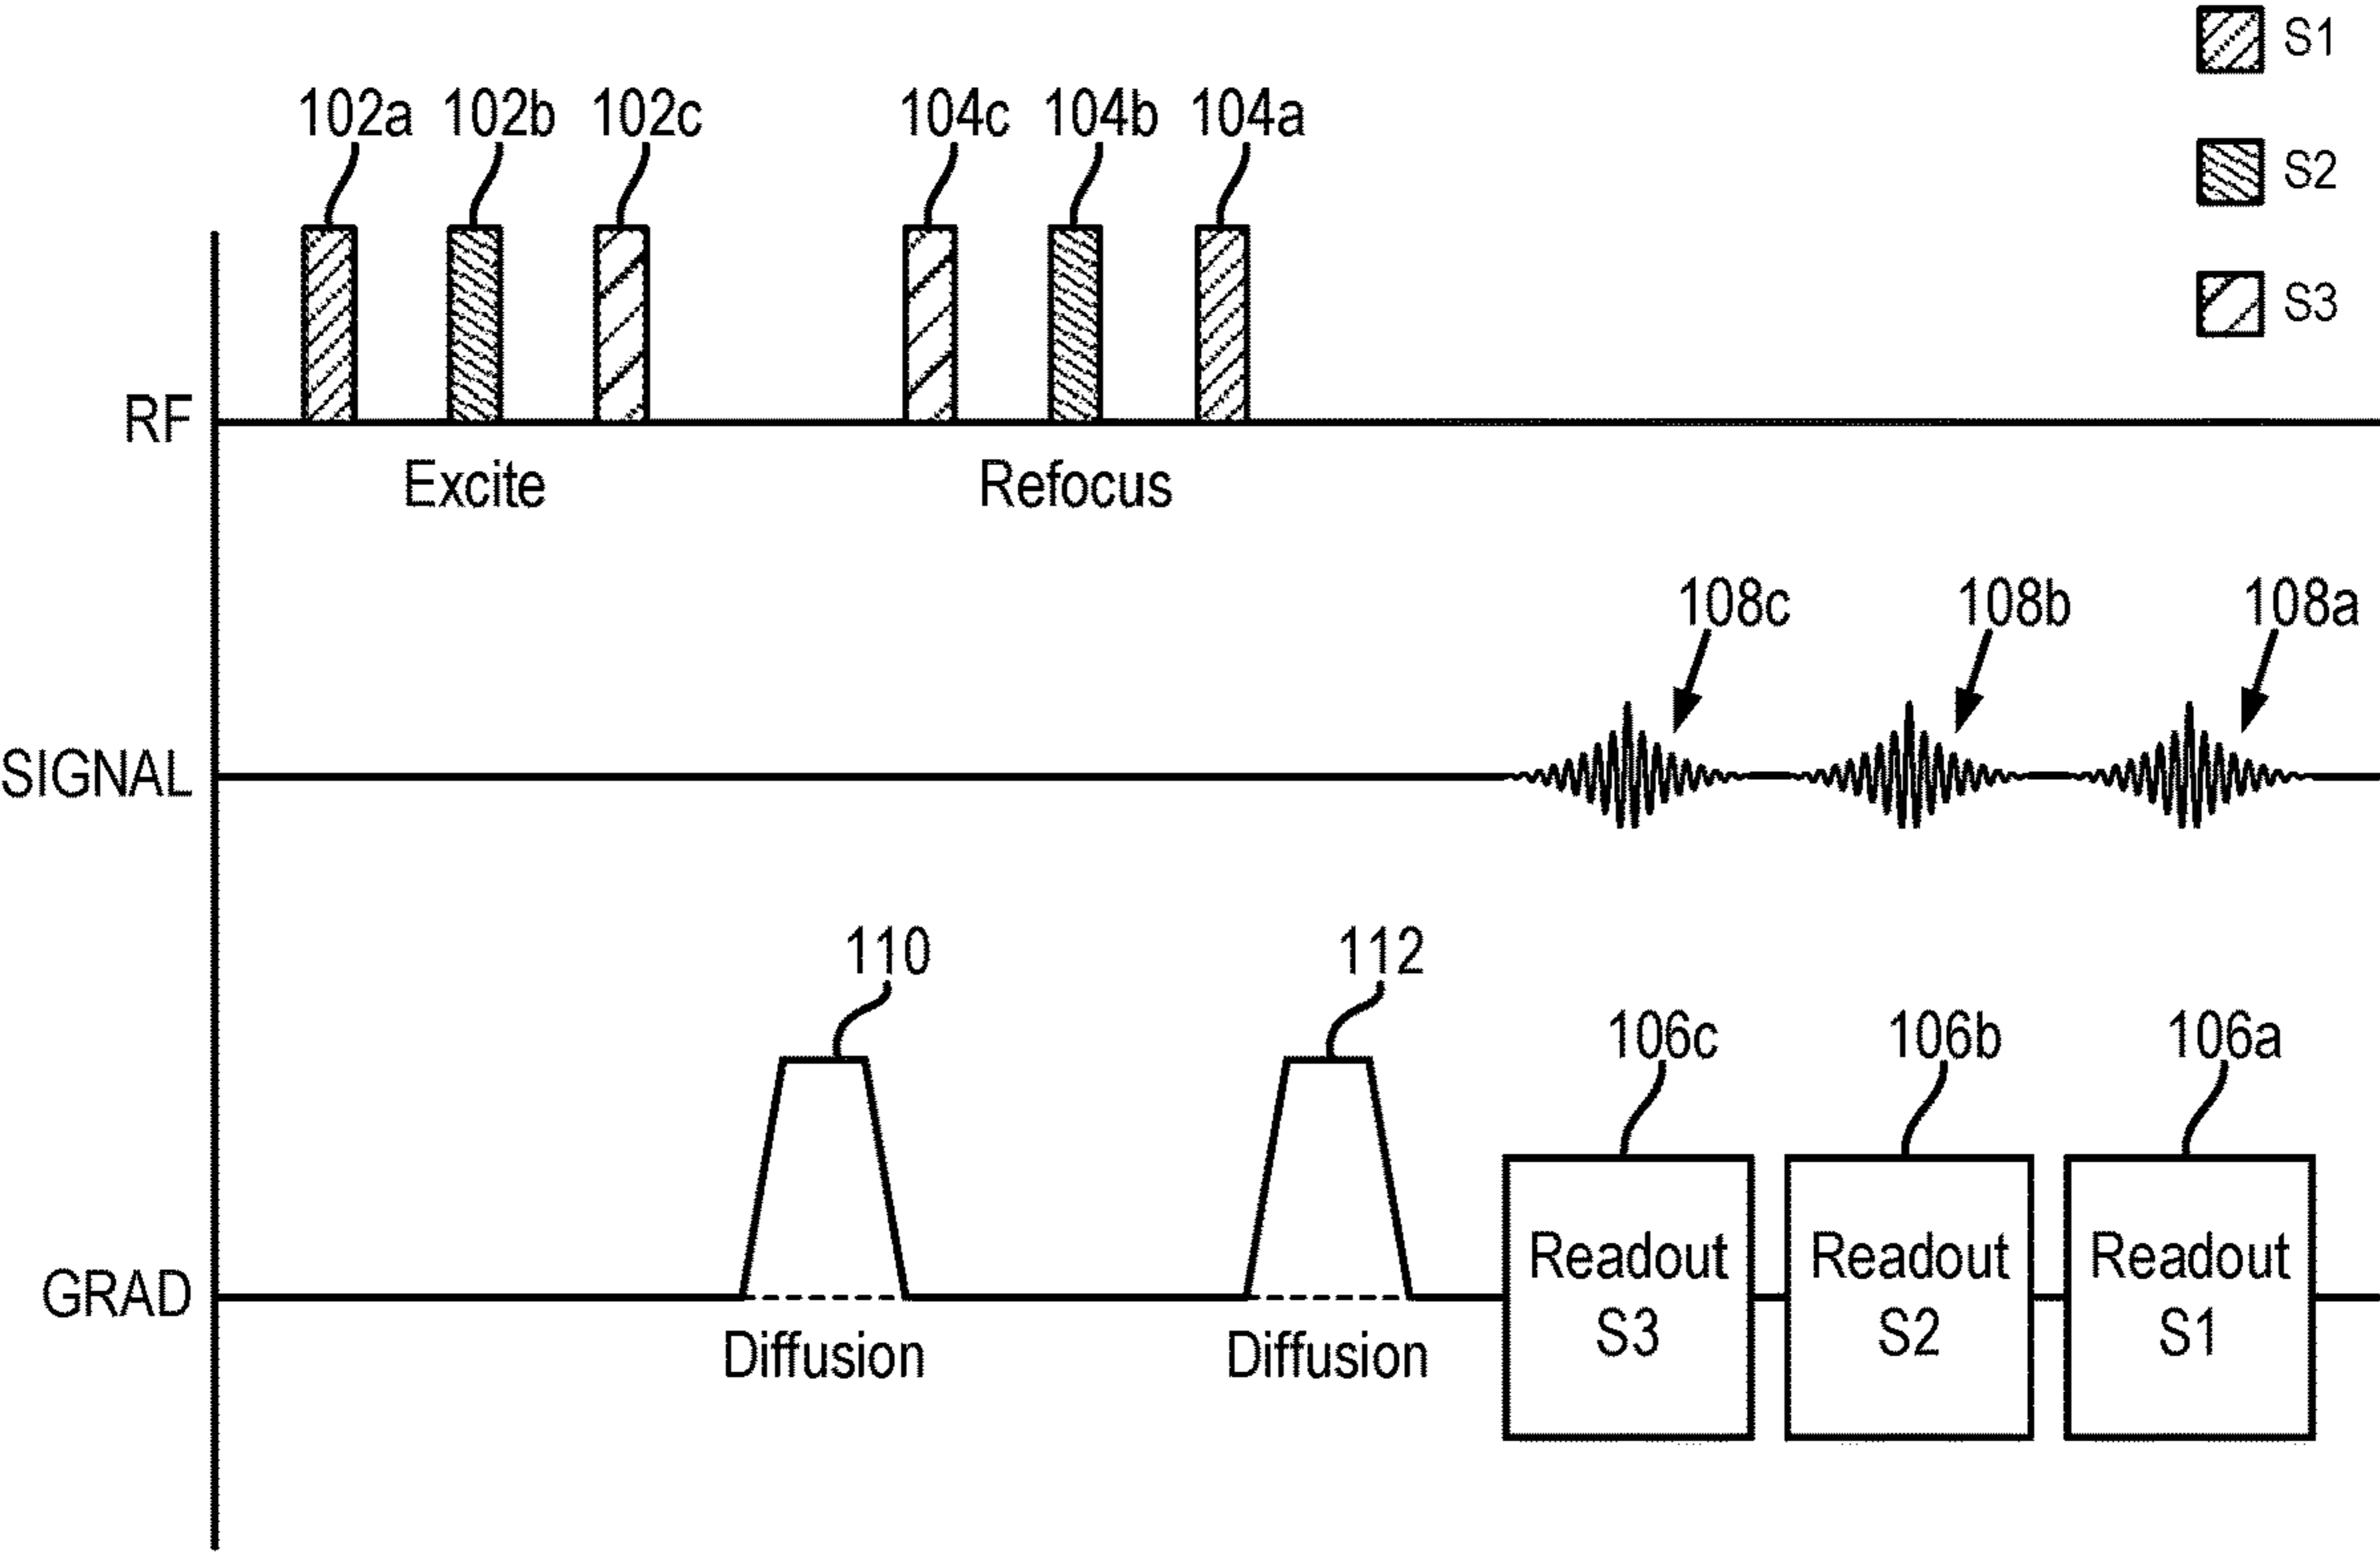 S1
102a 102b 102c 104c 104b 104a
S2
S3
RF
Excite Refocus
108c 108b 108a
SIGNAL
110 112
106c 106b 106a
Readout S3
Readout S2
Readout S1
GRAD
Diffusion Diffusion